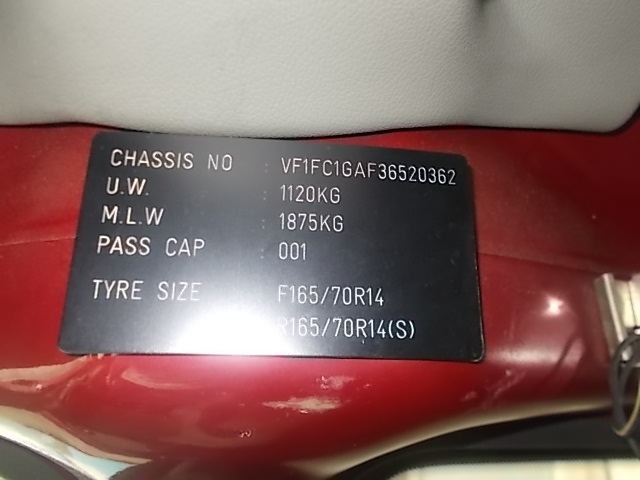 CHASSIS NO : VF1FC1GAF36520362
U.W. : 1120KG
M.L.W : 1875KG
PASS CAP : 001
TYRE SIZE F165/70R14
R165/70R14(S)